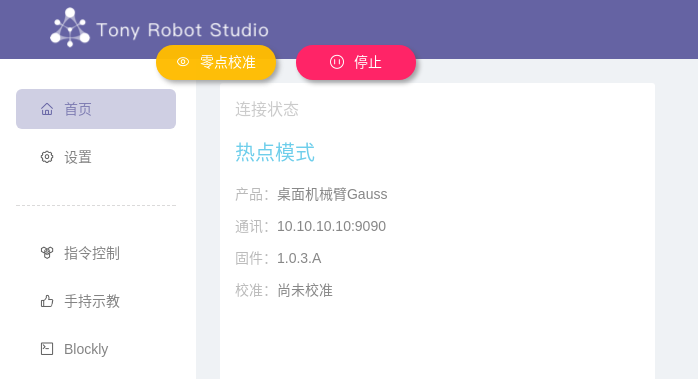 Tony Robot Studio
零点校准
停止
首页
设置
指令控制
手持示教
Blockly
连接状态
热点模式
产品：桌面机械臂Gauss
通讯：10.10.10.10:9090
固件：1.0.3.A
校准：尚未校准